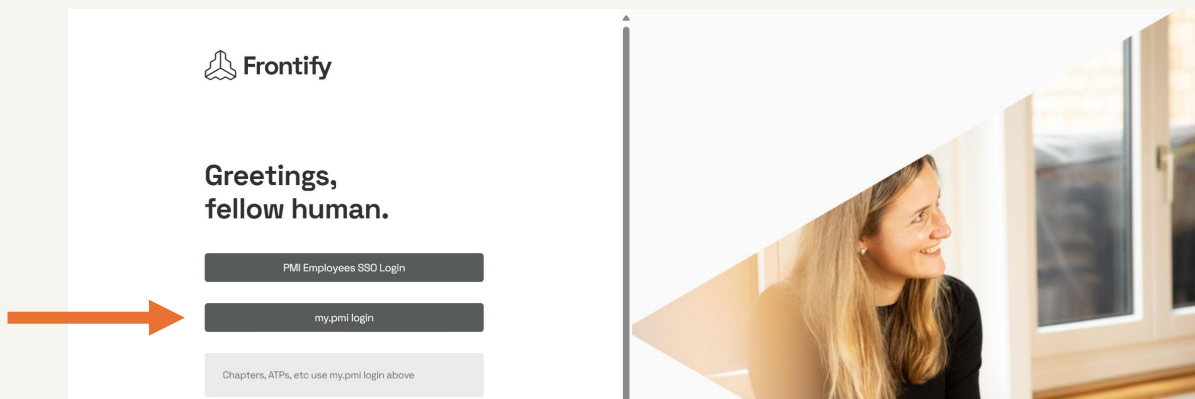 Frontify
Greetings,
fellow human.
PMI Employees SSO Login
my.pmi login
Chapters, ATPs, etc use my.pmi login above